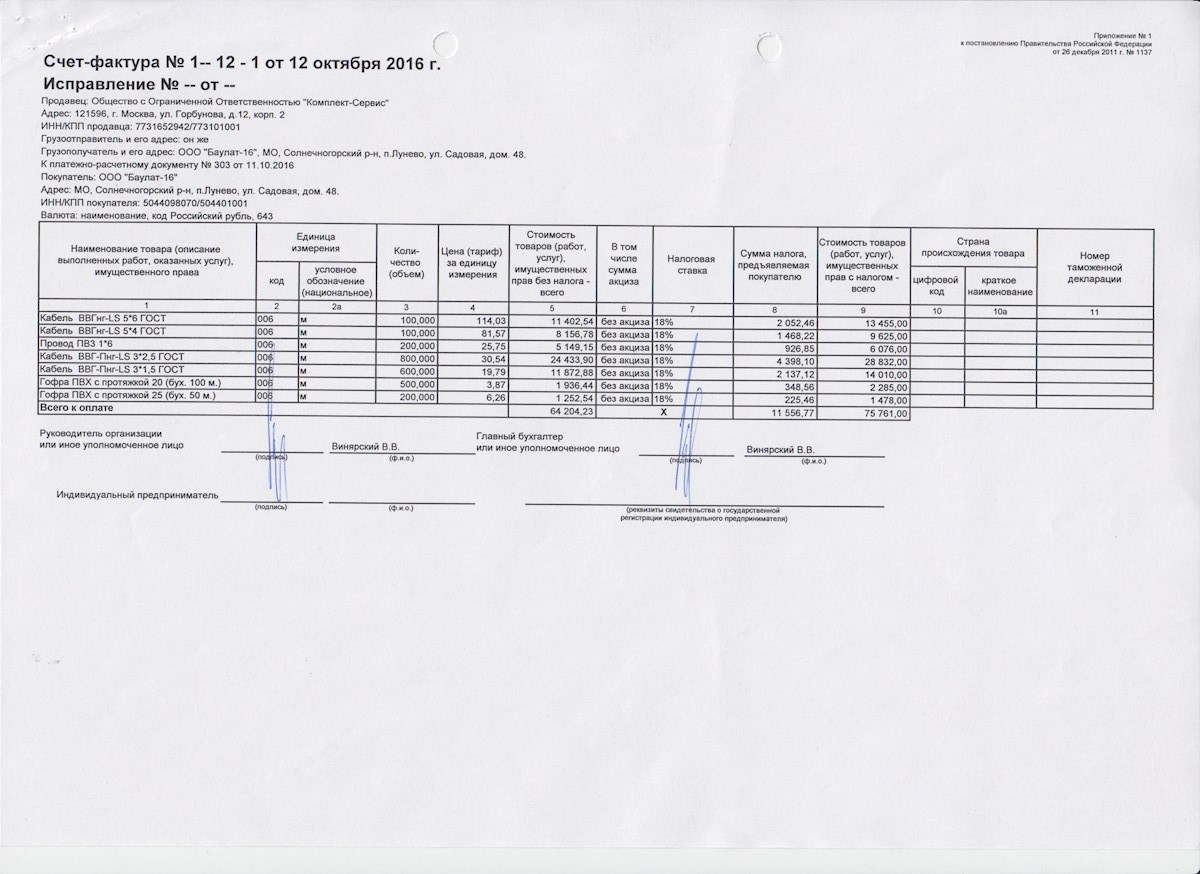 Приложение № 1
к постановлению Правительства Российской Федерации
от 26 декабря 2011 г. № 1137
Счет-фактура № 1-- 12 - 1 от 12 октября 2016 г.
Исправление № -- от --
Продавец: Общество с Ограниченной Ответственностью "Комплект-Сервис"
Адрес: 121596, г. Москва, ул. Горбунова, д.12, корп. 2
ИНН/КПП продавца: 7731652942/773101001
Грузоотправитель и его адрес: он же
Грузополучатель и его адрес: ООО "Баулат-16", МО, Солнечногорский р-н, п.Лунево, ул. Садовая, дом. 48.
К платежно-расчетному документу № 303 от 11.10.2016
Покупатель: ООО "Баулат-16"
Адрес: МО, Солнечногорский р-н, п.Лунево, ул. Садовая, дом. 48.
ИНН/КПП покупателя: 5044098070/504401001
Валюта: наименование, код Российский рубль, 643
Наименование товара (описание
выполненных работ, оказанных услуг),
имущественного права
Единица
измерения
код
условное
обозначение
(национальное)
Коли-
чество
(объем)
Цена (тариф)
за единицу
измерения
Стоимость
товаров (работ,
услуг),
имущественных
прав без налога -
всего
В том
числе
сумма
акциза
Налоговая
ставка
Сумма налога,
предъявляемая
покупателю
Стоимость товаров
(работ, услуг),
имущественных
прав с налогом -
всего
Страна
происхождения товара
цифровой
код
краткое
наименование
Номер
таможенной
декларации
1 2 2а 3 4 5 6 7 8 9 10 10а 11
Кабель ВВГнг-LS 5*6 ГОСТ 006 м 100,000 114,03 11 402,54 без акциза 18% 2 052,46 13 455,00
Кабель ВВГнг-LS 5*4 ГОСТ 006 м 100,000 81,57 8 156,78 без акциза 18% 1 468,22 9 625,00
Провод ПВ3 1*6 006 м 200,000 25,75 5 149,15 без акциза 18% 926,85 6 076,00
Кабель ВВГ-Пнг-LS 3*2,5 ГОСТ 006 м 800,000 30,54 24 433,90 без акциза 18% 4 398,10 28 832,00
Кабель ВВГ-Пнг-LS 3*1,5 ГОСТ 006 м 600,000 19,79 11 872,88 без акциза 18% 2 137,12 14 010,00
Гофра ПВХ с протяжкой 20 (бух. 100 м.) 006 м 500,000 3,87 1 936,44 без акциза 18% 348,56 2 285,00
Гофра ПВХ с протяжкой 25 (бух. 50 м.) 006 м 200,000 6,26 1 252,54 без акциза 18% 225,46 1 478,00
Всего к оплате 64 204,23 Х 11 556,77 75 761,00
Руководитель организации
или иное уполномоченное лицо
Винярский В.В.
(подпись) (ф.и.о.)
Главный бухгалтер
или иное уполномоченное лицо
Винярский В.В.
(подпись) (ф.и.о.)
Индивидуальный предприниматель
(подпись) (ф.и.о.)
(реквизиты свидетельства о государственной
регистрации индивидуального предпринимателя)